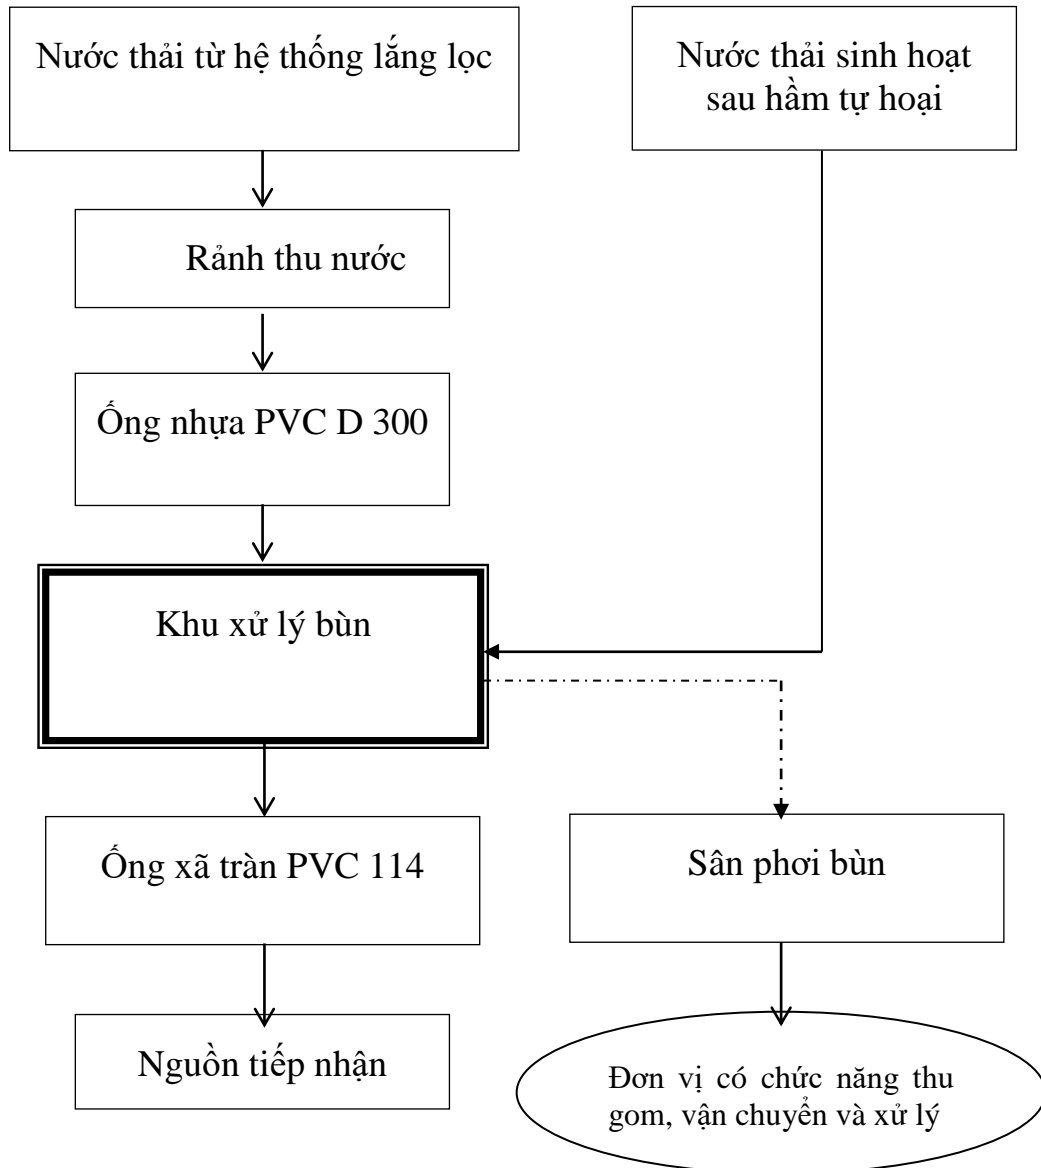 Nước thải từ hệ thống lắng lọc
Nước thải sinh hoạt
sau hầm tự hoại
Rảnh thu nước
Ống nhựa PVC D 300
Khu xử lý bùn
Ống xã tràn PVC 114
Sân phơi bùn
Nguồn tiếp nhận
Đơn vị có chức năng thu
gom, vận chuyển và xử lý